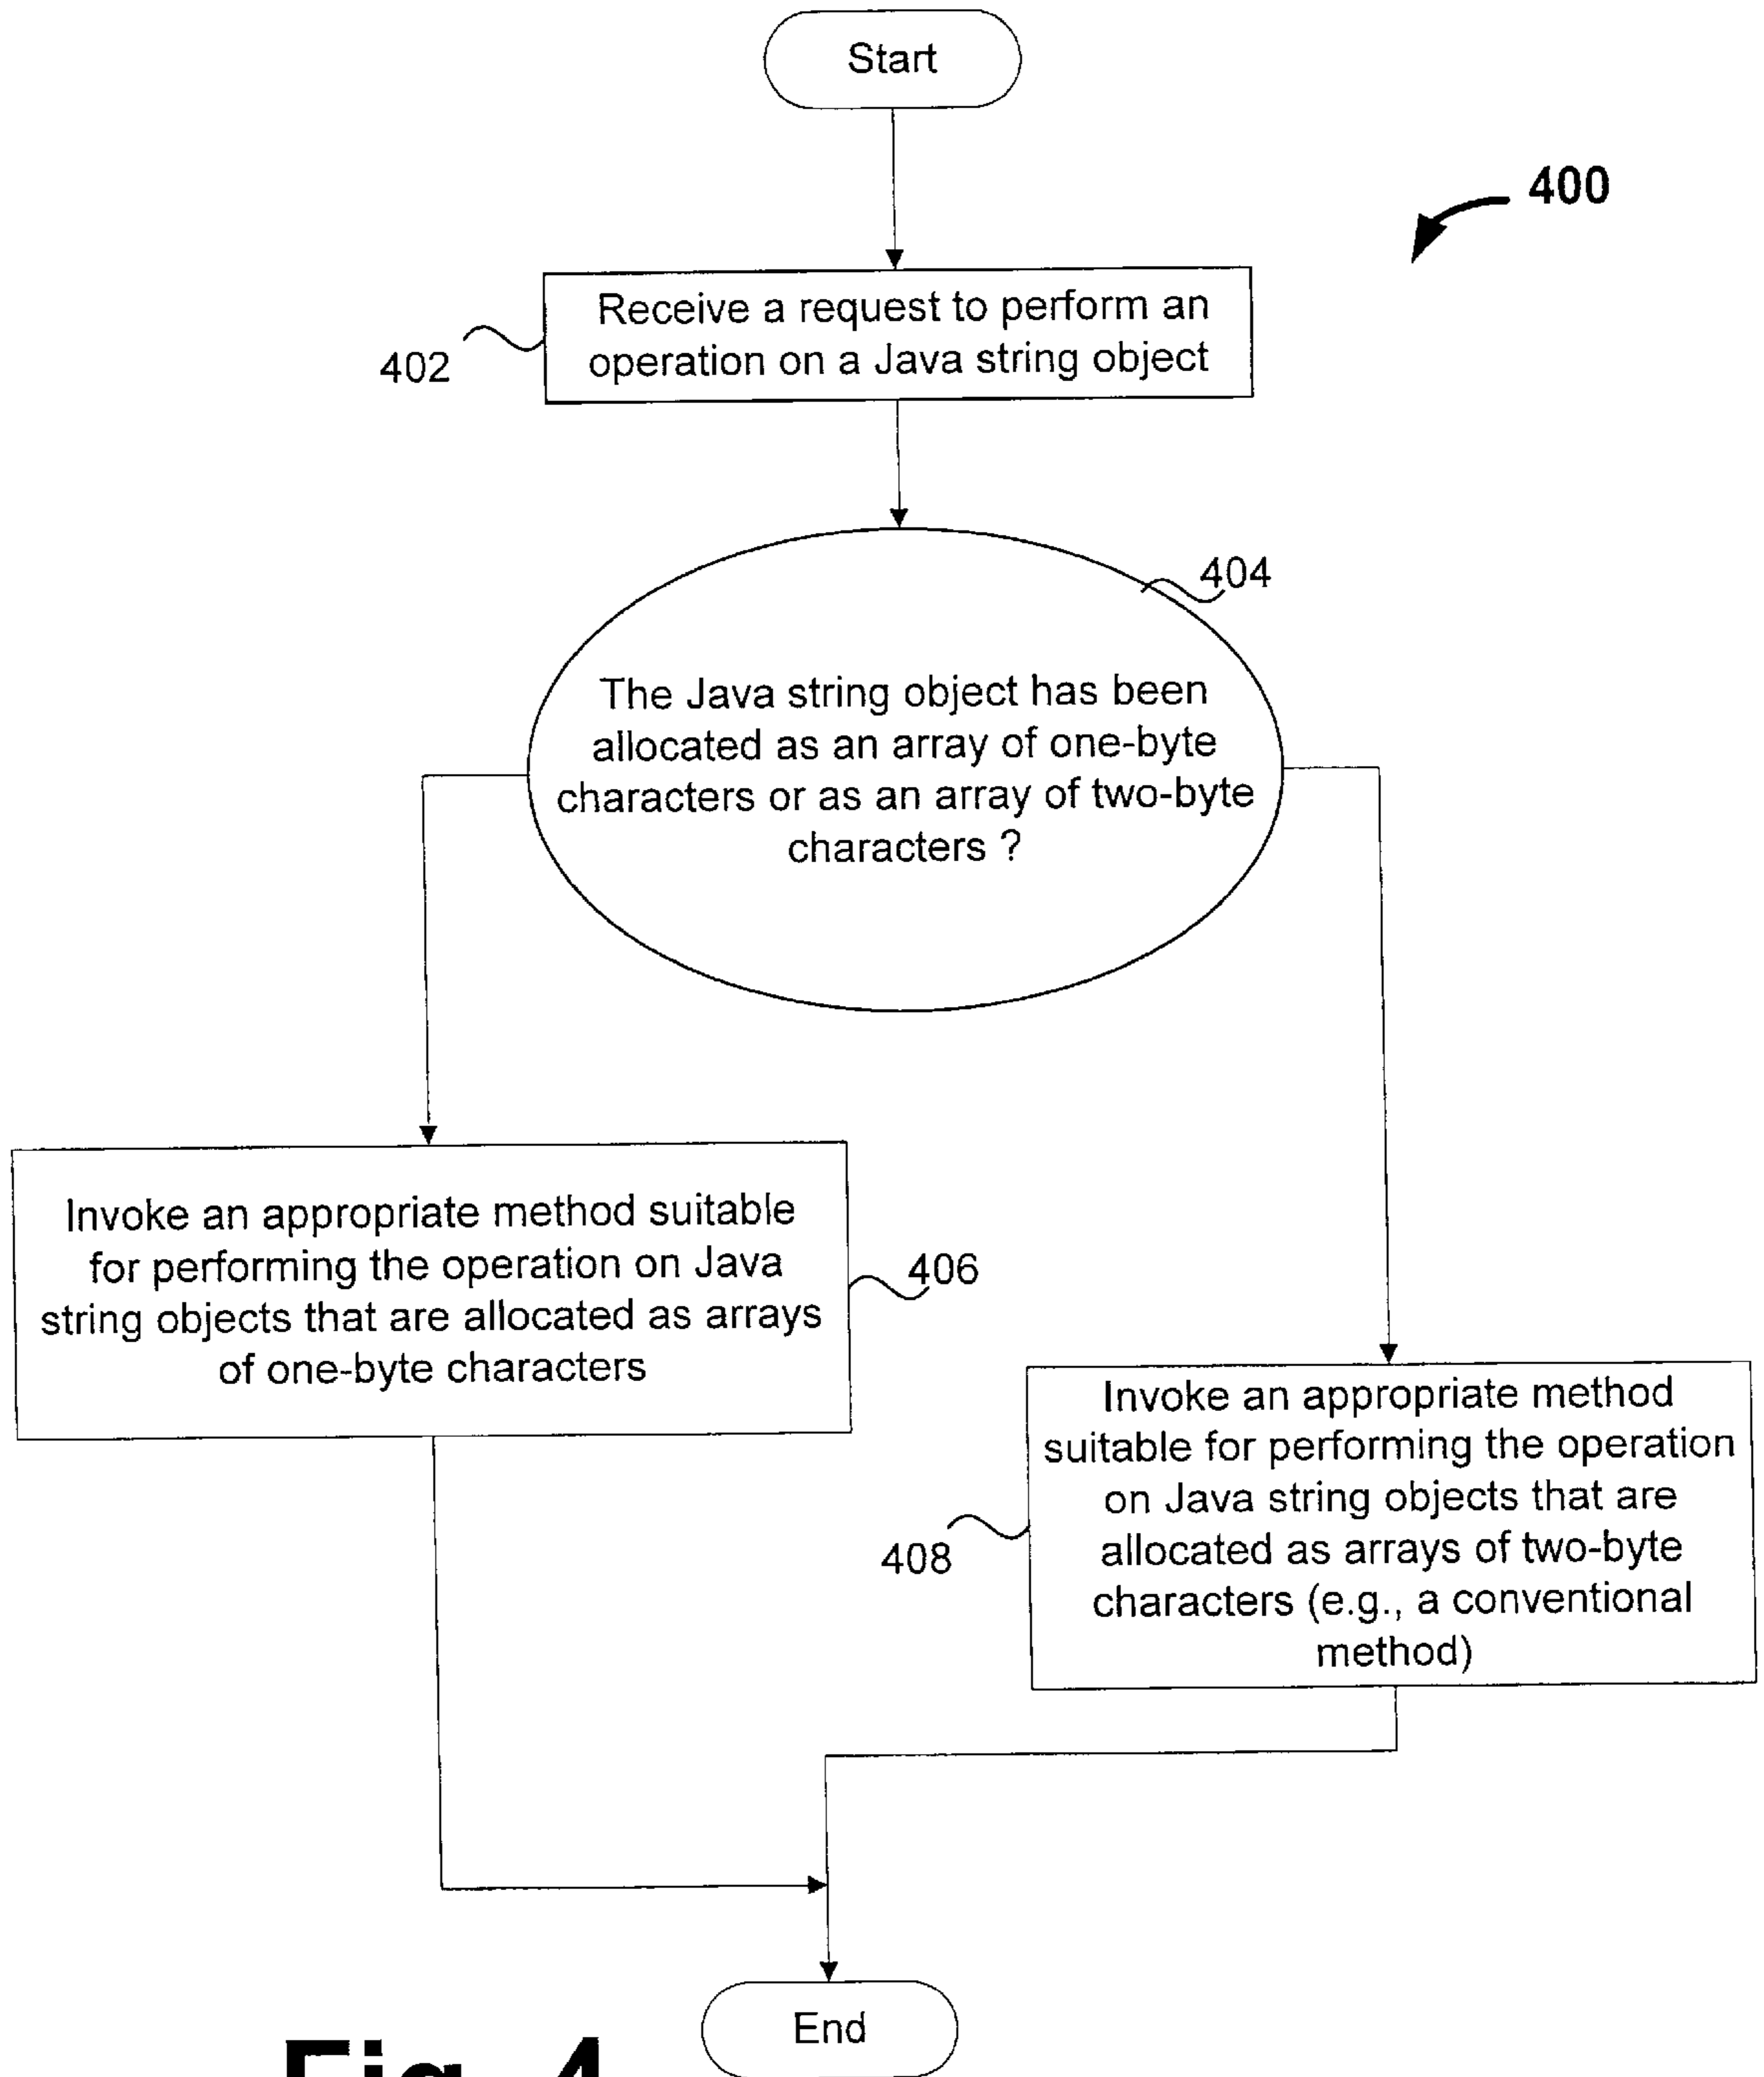 Start
400
Receive a request to perform an
operation on a Java string object
402
404
The Java string object has been
allocated as an array of one-byte
characters or as an array of two-byte
characters ?
Invoke an appropriate method suitable
for performing the operation on Java
string objects that are allocated as arrays
of one-byte characters
406
Invoke an appropriate method
suitable for performing the operation
on Java string objects that are
allocated as arrays of two-byte
characters (e.g., a conventional
method)
408
End
Fig. 4